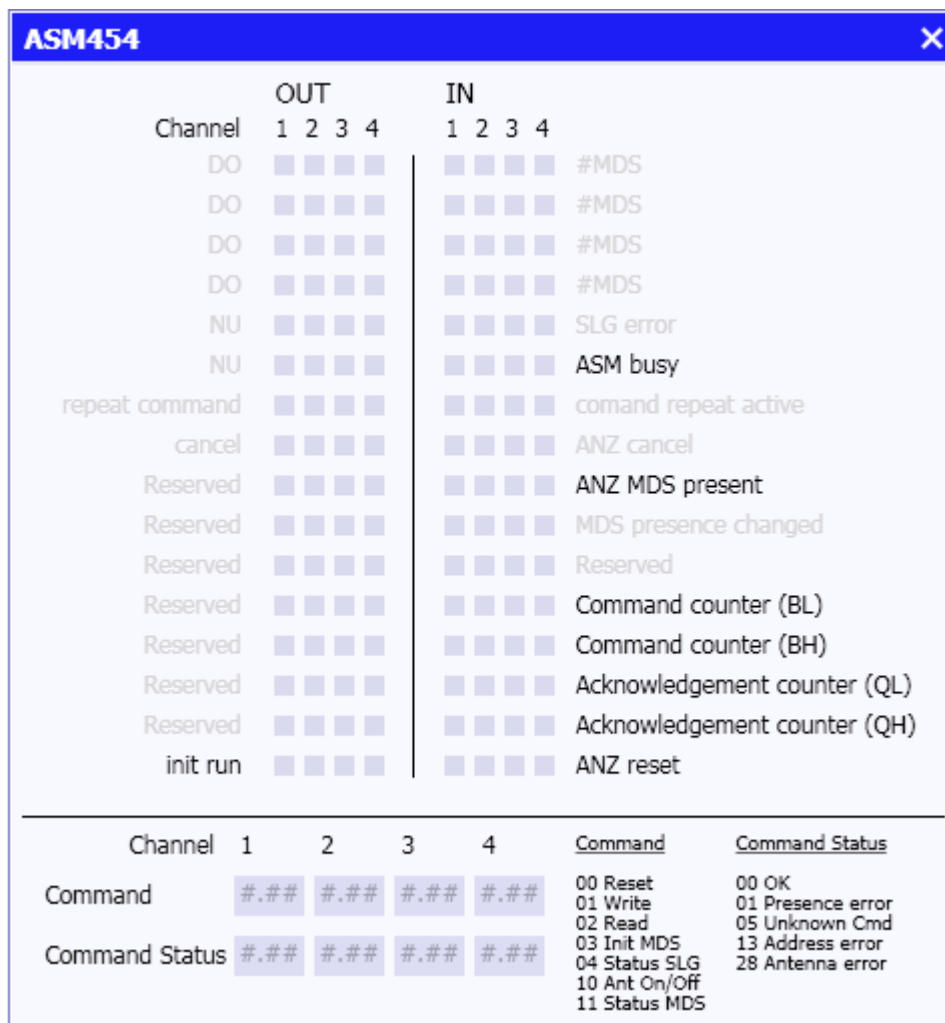 ASM454
OUT IN
Channel 1 2 3 4 1 2 3 4
DO #MDS
DO #MDS
DO #MDS
DO #MDS
NU SLG error
NU ASM busy
repeat command comand repeat active
cancel ANZ cancel
Reserved ANZ MDS present
Reserved MDS presence changed
Reserved Reserved
Reserved Command counter (BL)
Reserved Command counter (BH)
Reserved Acknowledgement counter (QL)
Reserved Acknowledgement counter (QH)
init run ANZ reset
Channel 1 2 3 4
Command #.## #.## #.## #.##
Command Status #.## #.## #.## #.##
Command
00 Reset
01 Write
02 Read
03 Init MDS
04 Status SLG
10 Ant On/Off
11 Status MDS
Command Status
00 OK
01 Presence error
05 Unknown Cmd
13 Address error
28 Antenna error